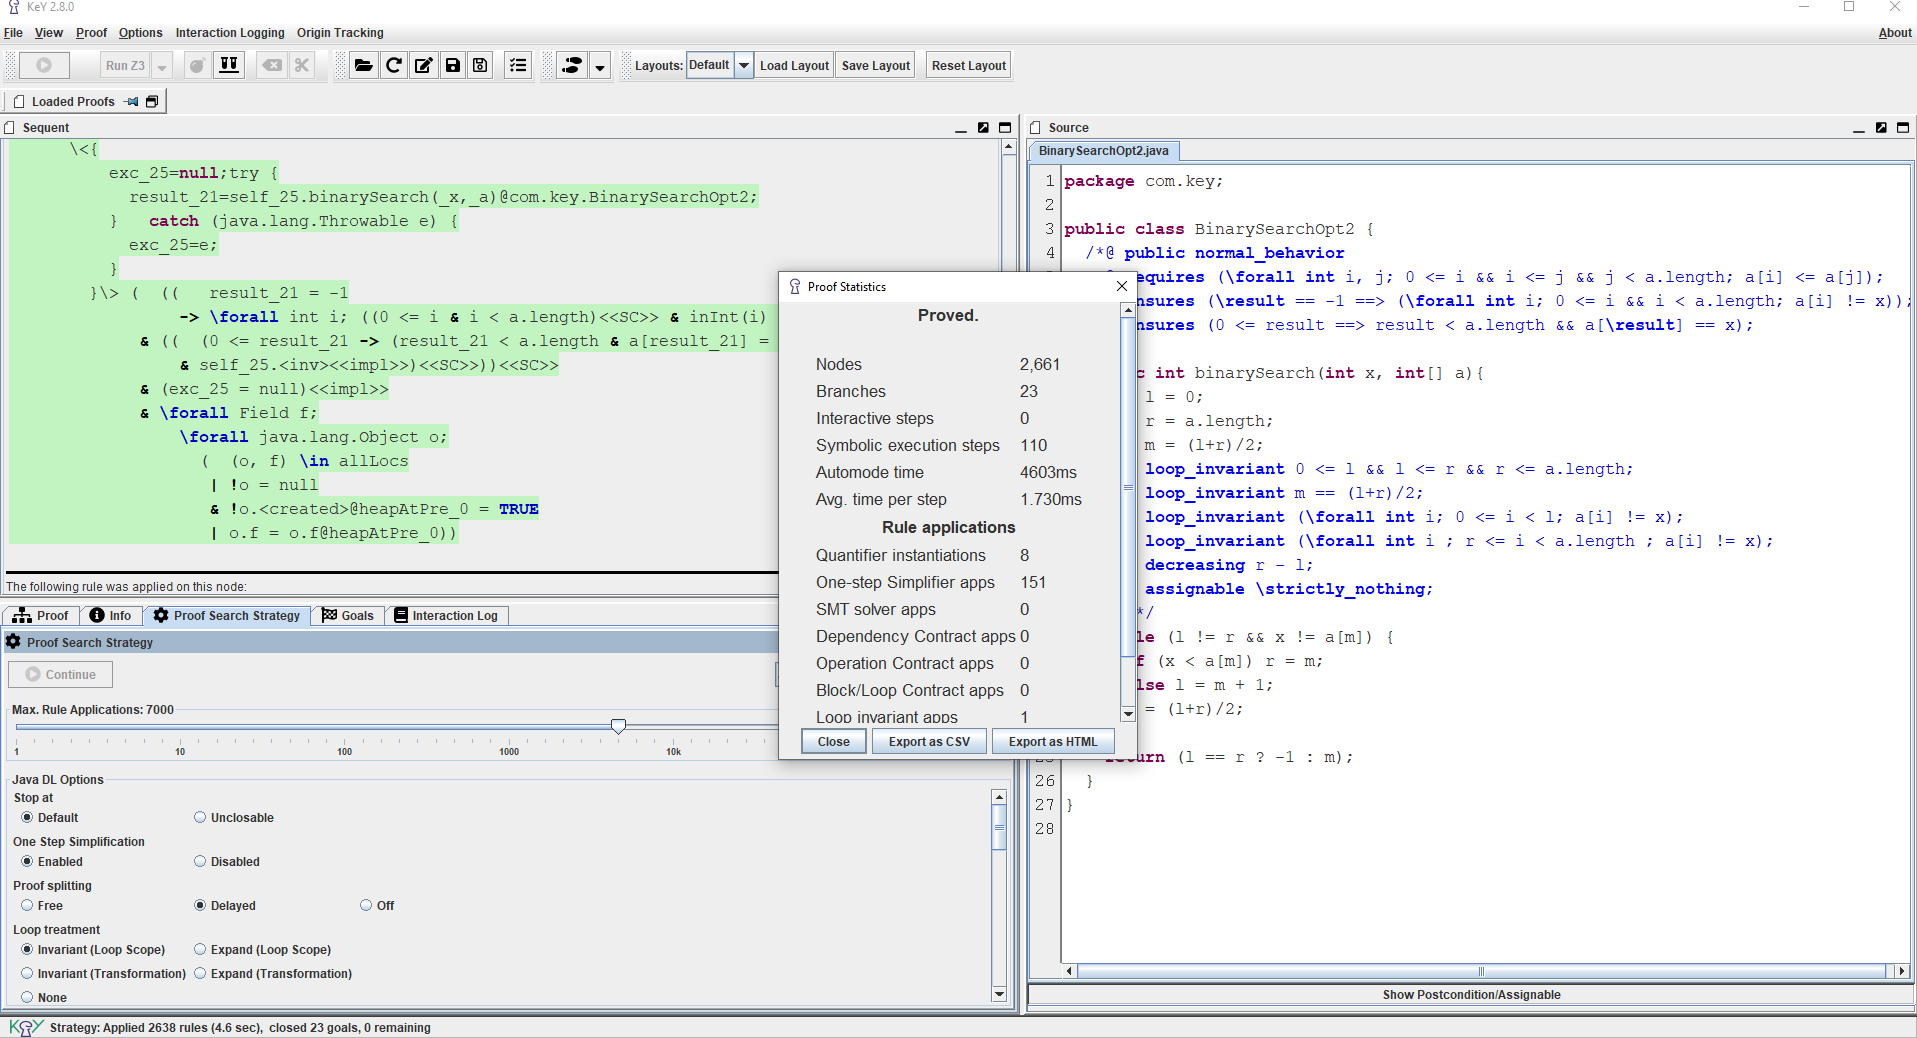 KeY 2.8.0
File View Proof Options Interaction Logging Origin Tracking About
Run Z3 Layouts: Default Load Layout Save Layout Reset Layout
Loaded Proofs
Sequent
\<{
exc_25=null;try {
result_21=self_25.binarySearch(_x,_a)@com.key.BinarySearchOpt2;
} catch (java.lang.Throwable e) {
exc_25=e;
}
}\> ( (( result_21 = -1
-> \forall int i; ((0 <= i & i < a.length)<<SC>> & inInt(i)
& (( (0 <= result_21 -> (result_21 < a.length & a[result_21] =
& self_25.<inv><<impl>>)<<SC>>))<<SC>>
& (exc_25 = null)<<impl>>
& \forall Field f;
\forall java.lang.Object o;
( (o, f) \in allLocs
| !o = null
& !o.<created>@heapAtPre_0 = TRUE
| o.f = o.f@heapAtPre_0))
The following rule was applied on this node:
Proof Info Proof Search Strategy Goals Interaction Log
Proof Search Strategy
Continue
Max. Rule Applications: 7000
1 10 100 1000 10k
Java DL Options
Stop at
Default Unclosable
One Step Simplification
Enabled Disabled
Proof splitting
Free Delayed Off
Loop treatment
Invariant (Loop Scope) Expand (Loop Scope)
Invariant (Transformation) Expand (Transformation)
None
Proof Statistics
Proved.
Nodes 2,661
Branches 23
Interactive steps 0
Symbolic execution steps 110
Automode time 4603ms
Avg. time per step 1.730ms
Rule applications
Quantifier instantiations 8
One-step Simplifier apps 151
SMT solver apps 0
Dependency Contract apps 0
Operation Contract apps 0
Block/Loop Contract apps 0
Loop invariant apps 1
Close Export as CSV Export as HTML
Source
BinarySearchOpt2.java
1 package com.key;
2
3 public class BinarySearchOpt2 {
4 /*@ public normal_behavior
equires (\forall int i, j; 0 <= i && i <= j && j < a.length; a[i] <= a[j]);
nsures (\result == -1 ==> (\forall int i; 0 <= i && i < a.length; a[i] != x));
nsures (0 <= result ==> result < a.length && a[\result] == x);
c int binarySearch(int x, int[] a){
l = 0;
r = a.length;
m = (l+r)/2;
loop_invariant 0 <= l && l <= r && r <= a.length;
loop_invariant m == (l+r)/2;
loop_invariant (\forall int i; 0 <= i < l; a[i] != x);
loop_invariant (\forall int i ; r <= i < a.length ; a[i] != x);
decreasing r - l;
assignable \strictly_nothing;
*/
le (l != r && x != a[m]) {
f (x < a[m]) r = m;
lse l = m + 1;
= (l+r)/2;
return (l == r ? -1 : m);
26 }
27 }
28
Show Postcondition/Assignable
KeY Strategy: Applied 2638 rules (4.6 sec), closed 23 goals, 0 remaining